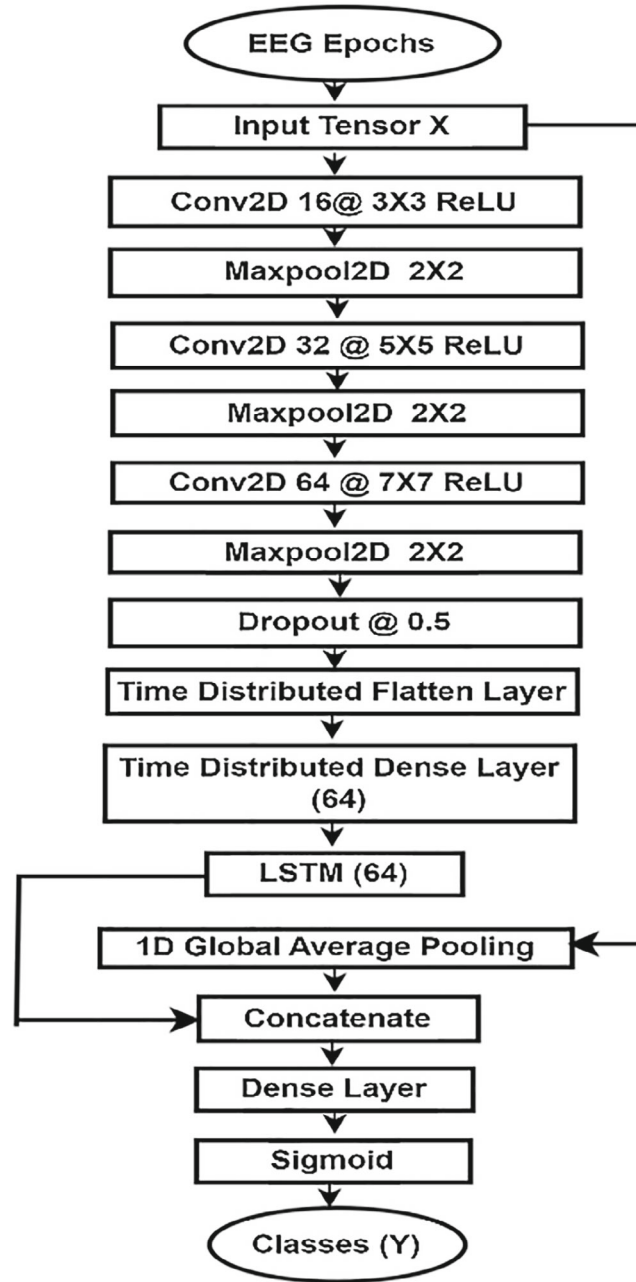 EEG Epochs
Input Tensor X
Conv2D 16@ 3X3 ReLU
Maxpool2D 2X2
Conv2D 32 @ 5X5 ReLU
Maxpool2D 2X2
Conv2D 64 @ 7X7 ReLU
Maxpool2D 2X2
Dropout @ 0.5
Time Distributed Flatten Layer
Time Distributed Dense Layer
(64)
LSTM (64)
1D Global Average Pooling
Concatenate
Dense Layer
Sigmoid
Classes (Y)